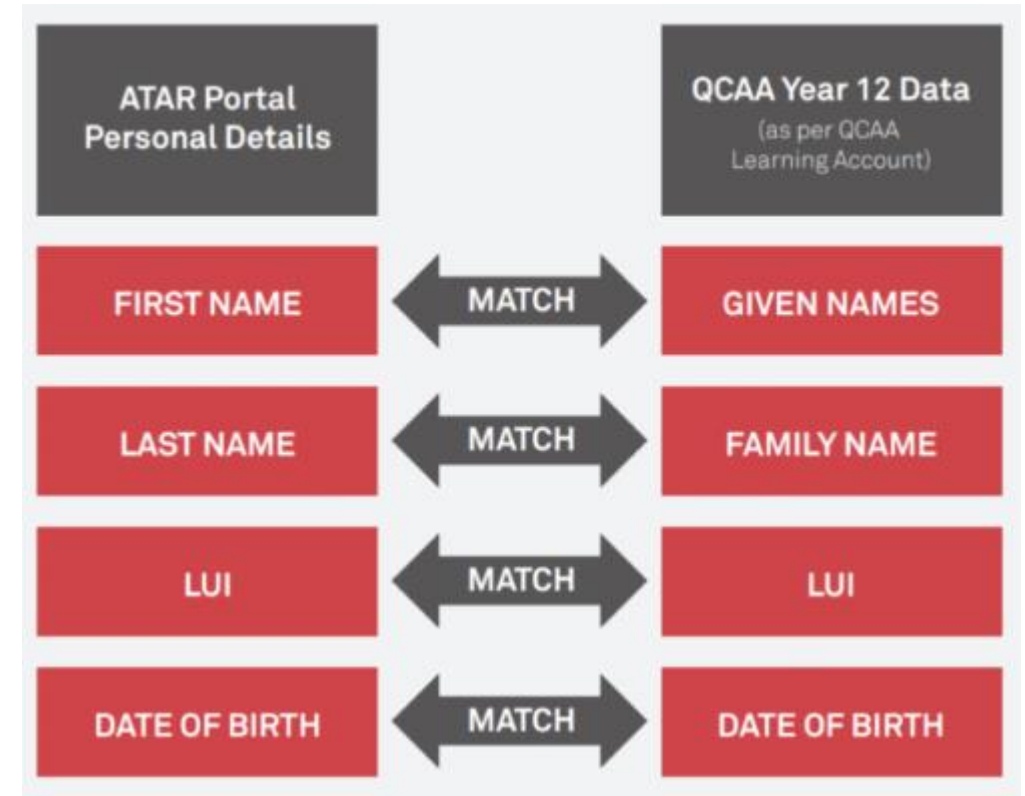 ATAR Portal
Personal Details
QCAA Year 12 Data
(as per QCAA
Learning Account)
FIRST NAME
MATCH
GIVEN NAMES
LAST NAME
MATCH
FAMILY NAME
LUI
MATCH
LUI
DATE OF BIRTH
MATCH
DATE OF BIRTH